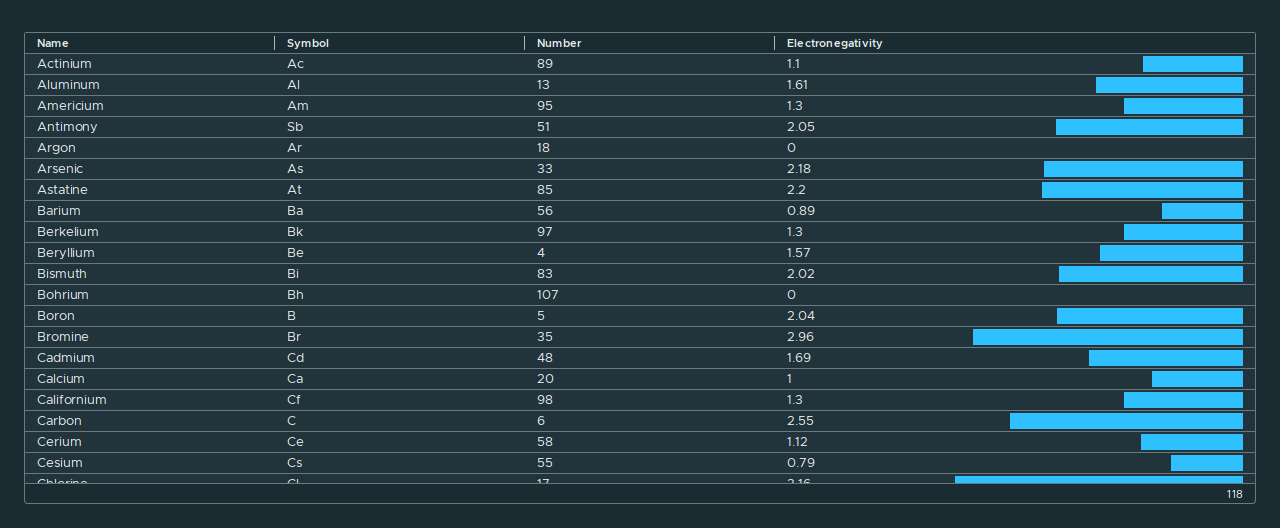 Name Symbol Number Electronegativity
Actinium Ac 89 1.1
Aluminum Al 13 1.61
Americium Am 95 1.3
Antimony Sb 51 2.05
Argon Ar 18 0
Arsenic As 33 2.18
Astatine At 85 2.2
Barium Ba 56 0.89
Berkelium Bk 97 1.3
Beryllium Be 4 1.57
Bismuth Bi 83 2.02
Bohrium Bh 107 0
Boron B 5 2.04
Bromine Br 35 2.96
Cadmium Cd 48 1.69
Calcium Ca 20 1
Californium Cf 98 1.3
Carbon C 6 2.55
Cerium Ce 58 1.12
Cesium Cs 55 0.79
Chlorine Cl 17 3.16
118